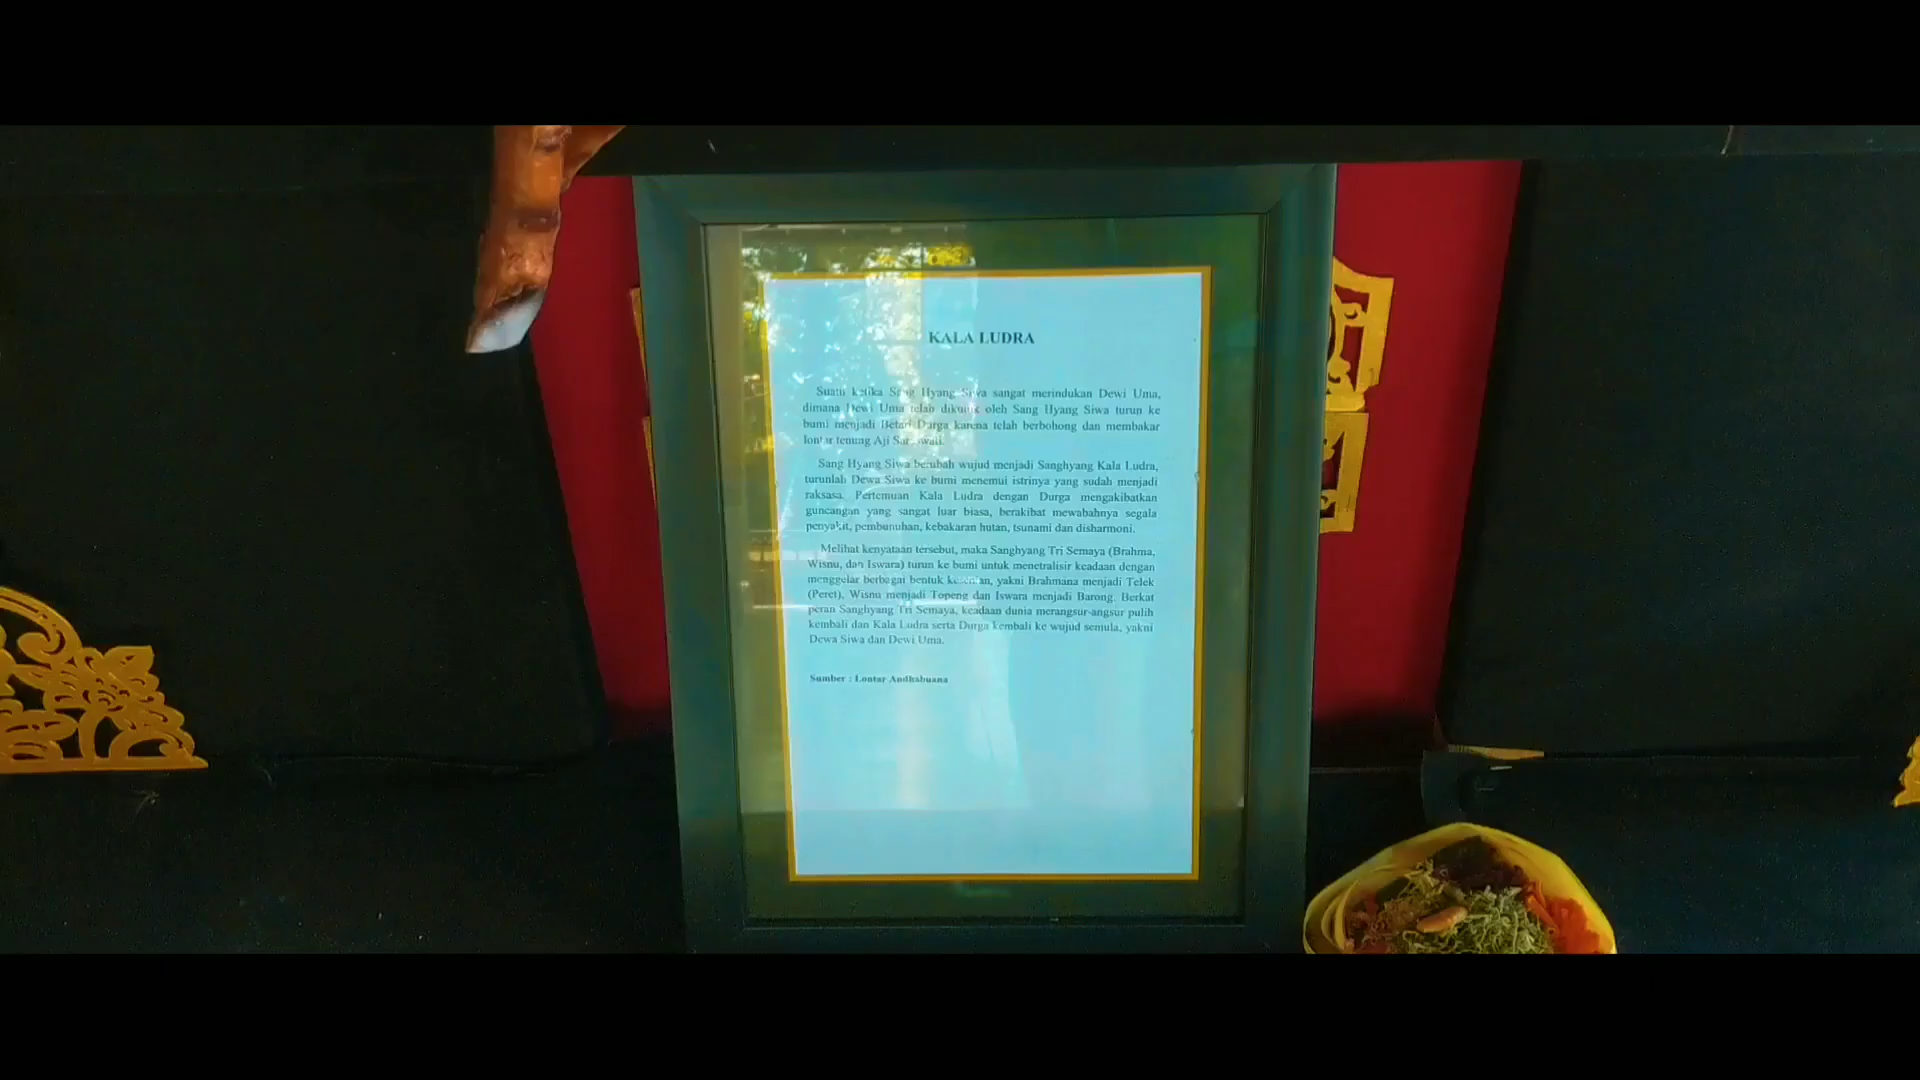 KALA LUDRA
Suatu ketika Sang Hyang Siwa sangat merindukan Dewi Uma,
dimana Dewi Uma telah dikutuk oleh Sang Hyang Siwa turun ke
bumi menjadi Betari Durga karena telah berbohong dan membakar
lontar tenung Aji Saraswati.
Sang Hyang Siwa berubah wujud menjadi Sanghyang Kala Ludra,
turunlah Dewa Siwa ke bumi menemui istrinya yang sudah menjadi
raksasa. Pertemuan Kala Ludra dengan Durga mengakibatkan
guncangan yang sangat luar biasa, berakibat mewabahnya segala
penyakit, pembunuhan, kebakaran hutan, tsunami dan disharmoni.
Melihat kenyataan tersebut, maka Sanghyang Tri Semaya (Brahma,
Wisnu, dan Iswara) turun ke bumi untuk menetralisir keadaan dengan
menggelar berbagai bentuk kesenian, yakni Brahmana menjadi Telek
(Peret), Wisnu menjadi Topeng dan Iswara menjadi Barong. Berkat
peran Sanghyang Tri Semaya, keadaan dunia merangsur-angsur pulih
kembali dan Kala Ludra serta Durga kembali ke wujud semula, yakni
Dewa Siwa dan Dewi Uma.
Sumber : Lontar Andhabuana